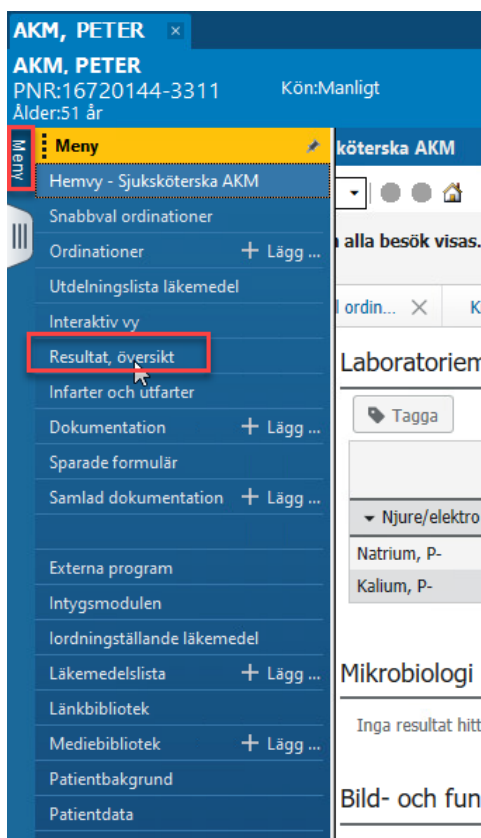 AKM, PETER ×
AKM, PETER
PNR:16720144-3311 Kön:Manligt
Ålder:51 år
Meny
Meny
Hemvy - Sjuksköterska AKM
Snabbval ordinationer
Ordinationer + Lägg ...
Utdelningslista läkemedel
Interaktiv vy
Resultat, översikt
Infarter och utfarter
Dokumentation + Lägg ...
Sparade formulär
Samlad dokumentation + Lägg ...
Externa program
Intygsmodulen
Iordningställande läkemedel
Läkemedelslista + Lägg ...
Länkbibliotek
Mediebibliotek + Lägg ...
Patientbakgrund
Patientdata
köterska AKM
alla besök visas.
l ordin... × K
Laboratoriem
Tagga
Njure/elektro
Natrium, P-
Kalium, P-
Mikrobiologi
Inga resultat hitt
Bild- och fun